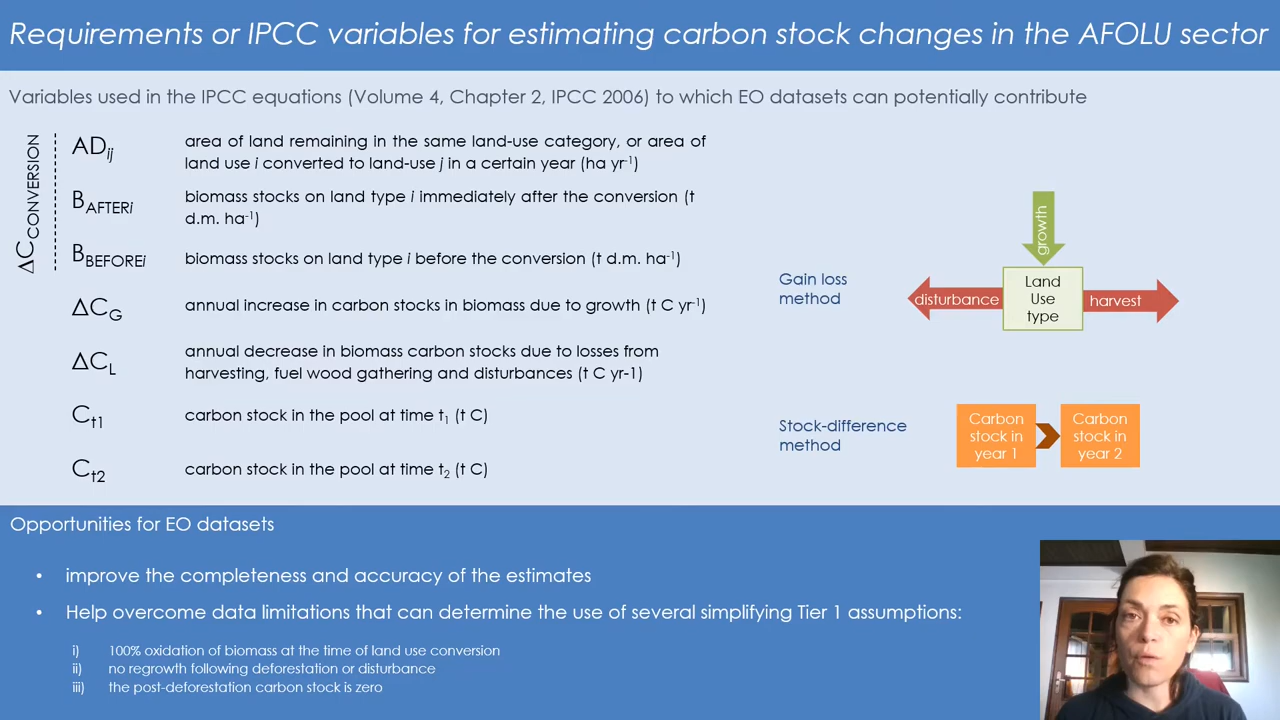 Requirements or IPCC variables for estimating carbon stock changes in the AFOLU sector
Variables used in the IPCC equations (Volume 4, Chapter 2, IPCC 2006) to which EO datasets can potentially contribute
ΔC_CONVERSION
AD_ij
area of land remaining in the same land-use category, or area of
land use i converted to land-use j in a certain year (ha yr⁻¹)
B_AFTERi
biomass stocks on land type i immediately after the conversion (t
d.m. ha⁻¹)
B_BEFOREi
biomass stocks on land type i before the conversion (t d.m. ha⁻¹)
ΔC_G
annual increase in carbon stocks in biomass due to growth (t C yr⁻¹)
ΔC_L
annual decrease in biomass carbon stocks due to losses from
harvesting, fuel wood gathering and disturbances (t C yr-1)
C_t1
carbon stock in the pool at time t₁ (t C)
C_t2
carbon stock in the pool at time t₂ (t C)
Gain loss
method
growth
disturbance
Land
Use
type
harvest
Stock-difference
method
Carbon
stock in
year 1
Carbon
stock in
year 2
Opportunities for EO datasets
• improve the completeness and accuracy of the estimates
• Help overcome data limitations that can determine the use of several simplifying Tier 1 assumptions:
i) 100% oxidation of biomass at the time of land use conversion
ii) no regrowth following deforestation or disturbance
iii) the post-deforestation carbon stock is zero